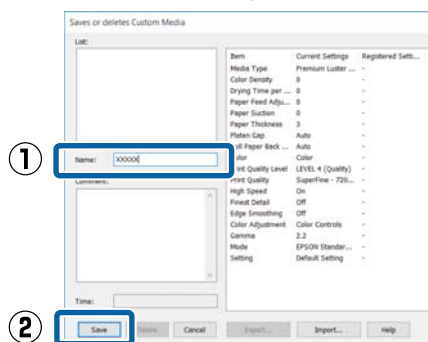 Saves or deletes Custom Media
List:
Item Current Settings Registered Setti...
Media Type Premium Luster ... -
Color Density 0 -
Drying Time per ... 0 -
Paper Feed Adju... 0 -
Paper Suction 0 -
Paper Thickness 3 -
Platen Gap Auto -
Roll Paper Back ... Auto -
① Name: XXXXX
Color Color -
Print Quality Level LEVEL 4 (Quality) -
Print Quality SuperFine - 720... -
Comment:
High Speed On -
Finest Detail Off -
Edge Smoothing Off -
Color Adjustment Color Controls -
Gamma 2.2 -
Mode EPSON Standar... -
Setting Default Setting -
Time:
② Save Delete Cancel Export... Import... Help